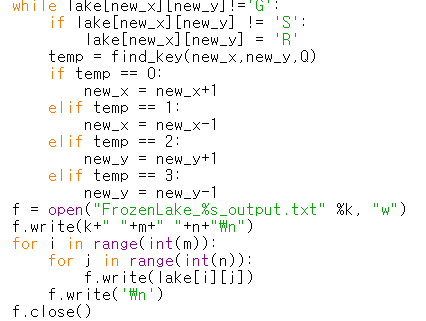 while lake[new_x][new_y]!='G':
    if lake[new_x][new_y] != 'S':
        lake[new_x][new_y] = 'R'
    temp = find_key(new_x,new_y,Q)
    if temp == 0:
        new_x = new_x+1
    elif temp == 1:
        new_x = new_x-1
    elif temp == 2:
        new_y = new_y+1
    elif temp == 3:
        new_y = new_y-1
f = open("FrozenLake_%s_output.txt" %k, "w")
f.write(k+" "+m+" "+n+"₩n")
for i in range(int(m)):
    for j in range(int(n)):
        f.write(lake[i][j])
    f.write('₩n')
f.close()